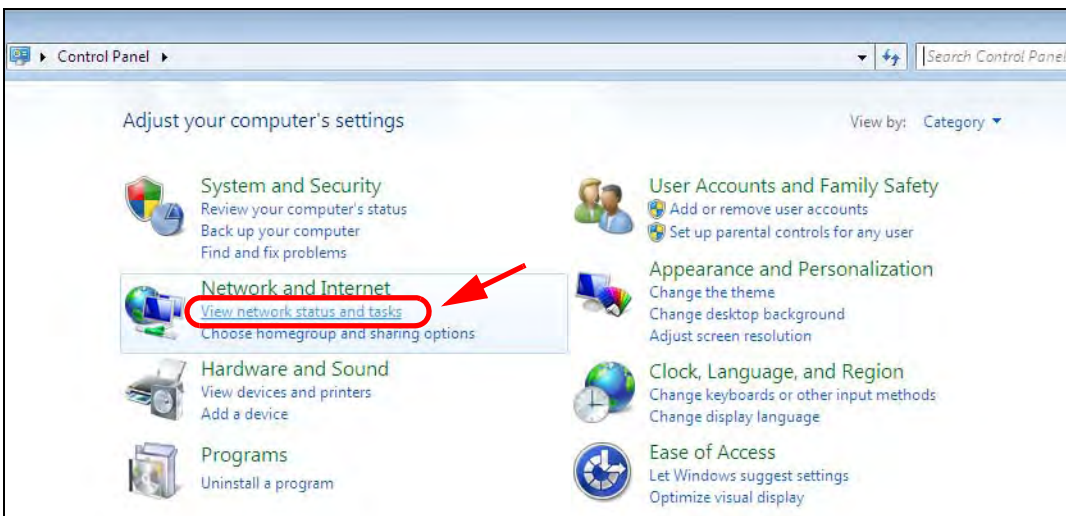 Control Panel
Search Control Panel
Adjust your computer's settings
View by: Category
System and Security
Review your computer's status
Back up your computer
Find and fix problems
Network and Internet
View network status and tasks
Choose homegroup and sharing options
Hardware and Sound
View devices and printers
Add a device
Programs
Uninstall a program
User Accounts and Family Safety
Add or remove user accounts
Set up parental controls for any user
Appearance and Personalization
Change the theme
Change desktop background
Adjust screen resolution
Clock, Language, and Region
Change keyboards or other input methods
Change display language
Ease of Access
Let Windows suggest settings
Optimize visual display